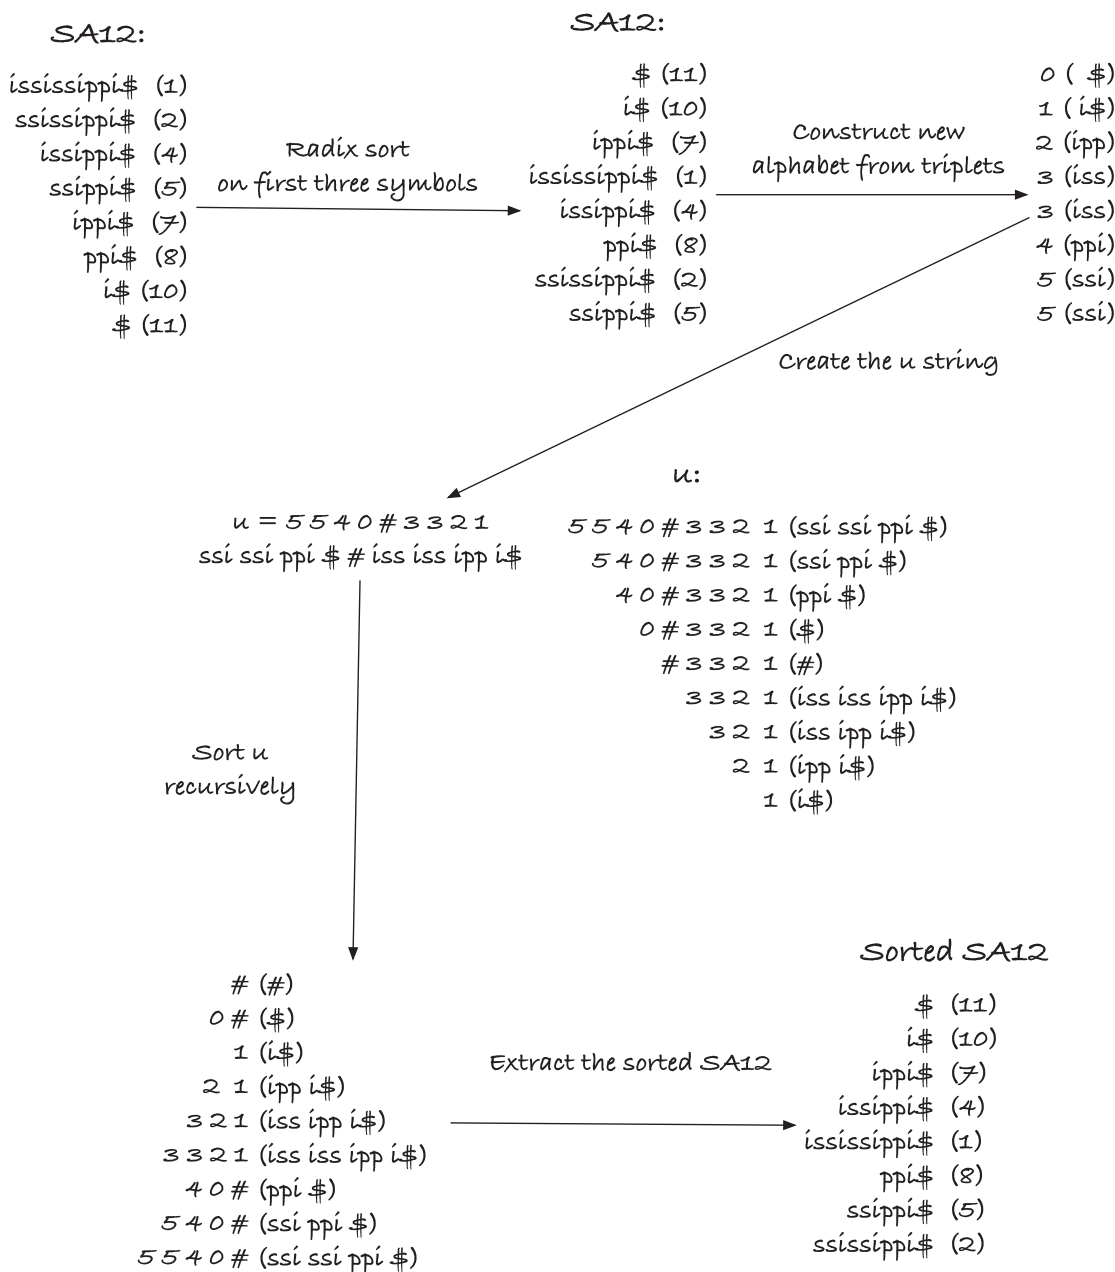 SA12:
ississippi$ (1)
ssissippi$ (2)
issippi$ (4)
ssippi$ (5)
ippi$ (7)
ppi$ (8)
i$ (10)
$ (11)
Radix sort
on first three symbols
SA12:
$ (11)
i$ (10)
ippi$ (7)
ississippi$ (1)
issippi$ (4)
ppi$ (8)
ssissippi$ (2)
ssippi$ (5)
Construct new
alphabet from triplets
0 ( $)
1 ( i$)
2 (ipp)
3 (iss)
3 (iss)
4 (ppi)
5 (ssi)
5 (ssi)
Create the u string
u = 5 5 4 0 # 3 3 2 1
ssi ssi ppi $ # iss iss ipp i$
u:
5 5 4 0 # 3 3 2 1 (ssi ssi ppi $)
5 4 0 # 3 3 2 1 (ssi ppi $)
4 0 # 3 3 2 1 (ppi $)
0 # 3 3 2 1 ($)
# 3 3 2 1 (#)
3 3 2 1 (iss iss ipp i$)
3 2 1 (iss ipp i$)
2 1 (ipp i$)
1 (i$)
Sort u
recursively
# (#)
0 # ($)
1 (i$)
2 1 (ipp i$)
3 2 1 (iss ipp i$)
3 3 2 1 (iss iss ipp i$)
4 0 # (ppi $)
5 4 0 # (ssi ppi $)
5 5 4 0 # (ssi ssi ppi $)
Extract the sorted SA12
Sorted SA12
$ (11)
i$ (10)
ippi$ (7)
issippi$ (4)
ississippi$ (1)
ppi$ (8)
ssippi$ (5)
ssissippi$ (2)